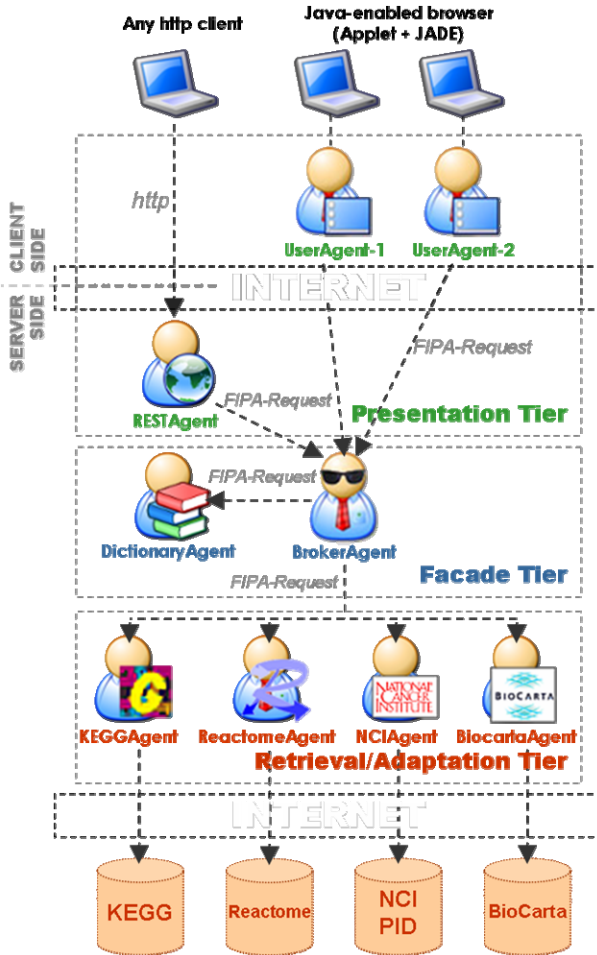 Any http client
Java-enabled browser
(Applet + JADE)
http
UserAgent-1
UserAgent-2
CLIENT
SIDE
INTERNET
SERVER
SIDE
FIPA-Request
RESTAgent
FIPA-Request
Presentation Tier
FIPA-Request
DictionaryAgent
BrokerAgent
FIPA-Request
Facade Tier
C
NATIONAL
CANCER
INSTITUTE
BIOCARTA
KEGGAgent
ReactomeAgent
NCIAgent
BiocartaAgent
Retrieval/Adaptation Tier
INTERNET
KEGG
Reactome
NCI
PID
BioCarta